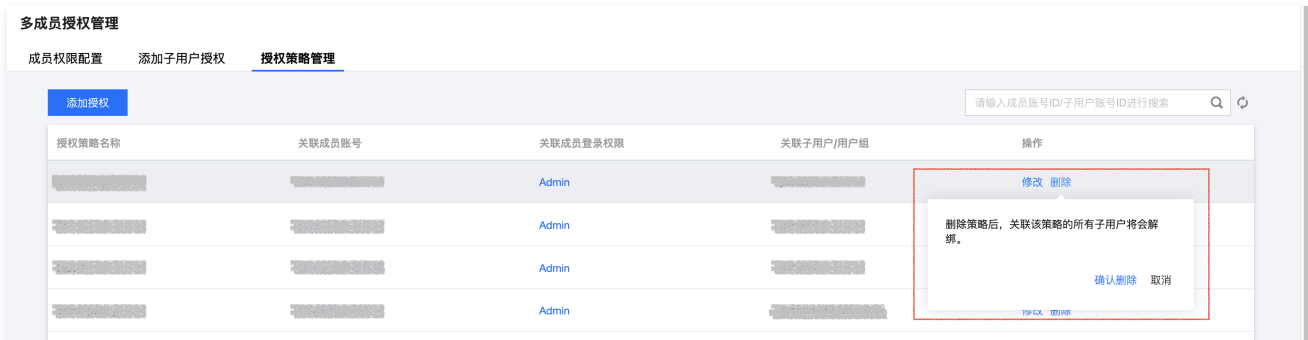 多成员授权管理
成员权限配置 添加子用户授权 授权策略管理
添加授权 请输入成员账号ID/子用户账号ID进行搜索
授权策略名称 关联成员账号 关联成员登录权限 关联子用户/用户组 操作
Admin 修改 删除
Admin
删除策略后，关联该策略的所有子用户将会解
绑。
Admin
确认删除 取消
Admin 修改 删除